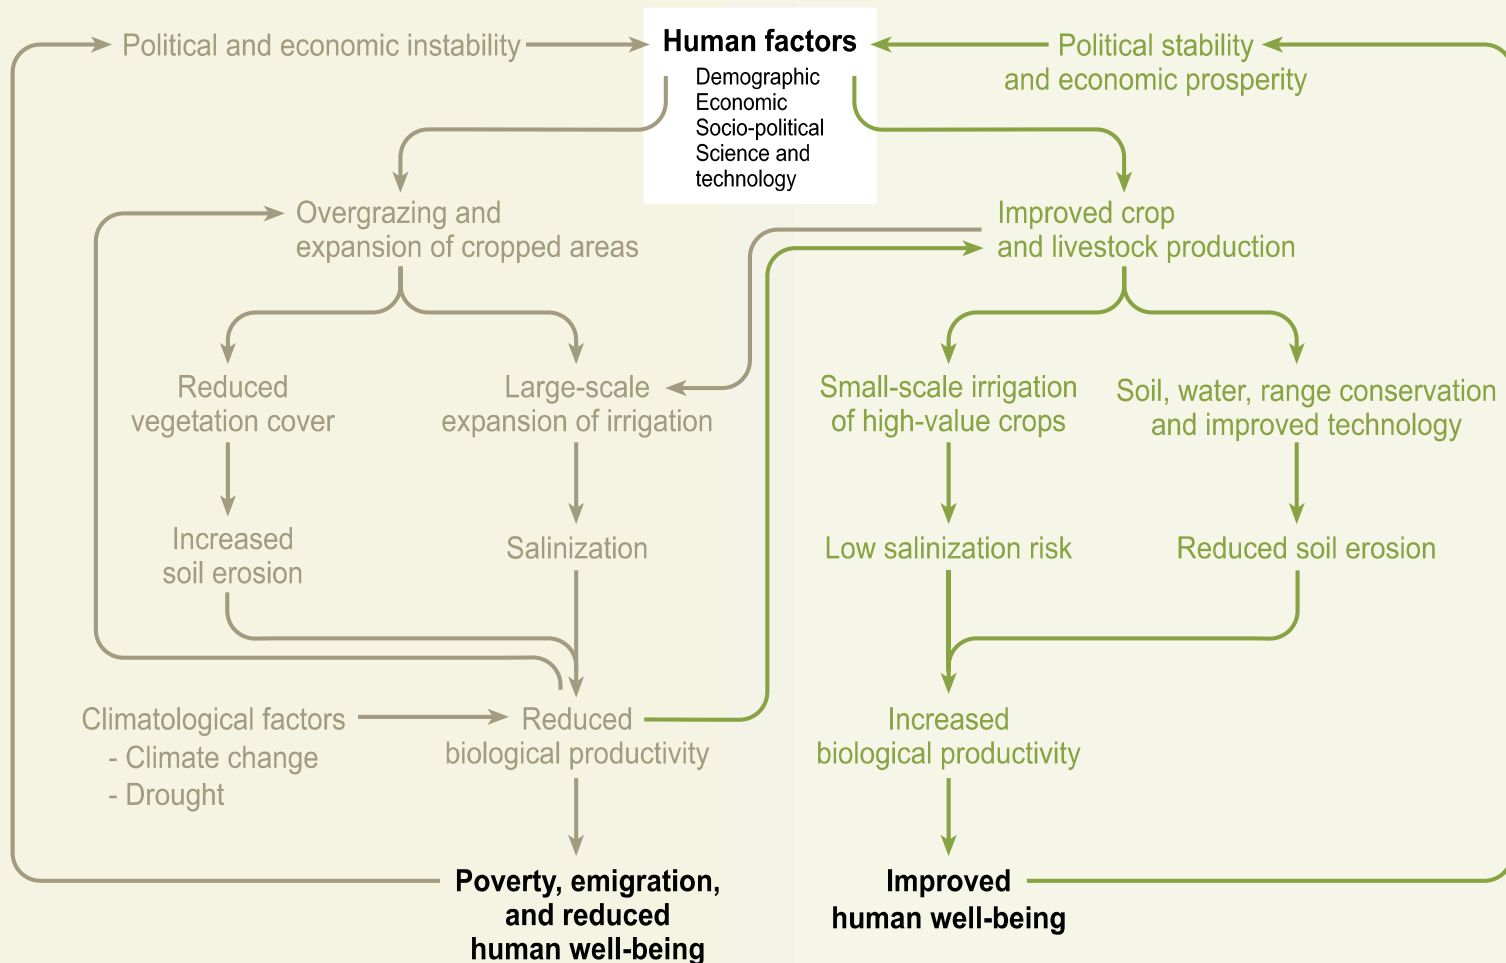 Political and economic instability
Human factors
Demographic
Economic
Socio-political
Science and
technology
Political stability
and economic prosperity
Overgrazing and
expansion of cropped areas
Improved crop
and livestock production
Reduced
vegetation cover
Large-scale
expansion of irrigation
Small-scale irrigation
of high-value crops
Soil, water, range conservation
and improved technology
Increased
soil erosion
Salinization
Low salinization risk
Reduced soil erosion
Climatological factors
- Climate change
- Drought
Reduced
biological productivity
Increased
biological productivity
Poverty, emigration,
and reduced
human well-being
Improved
human well-being